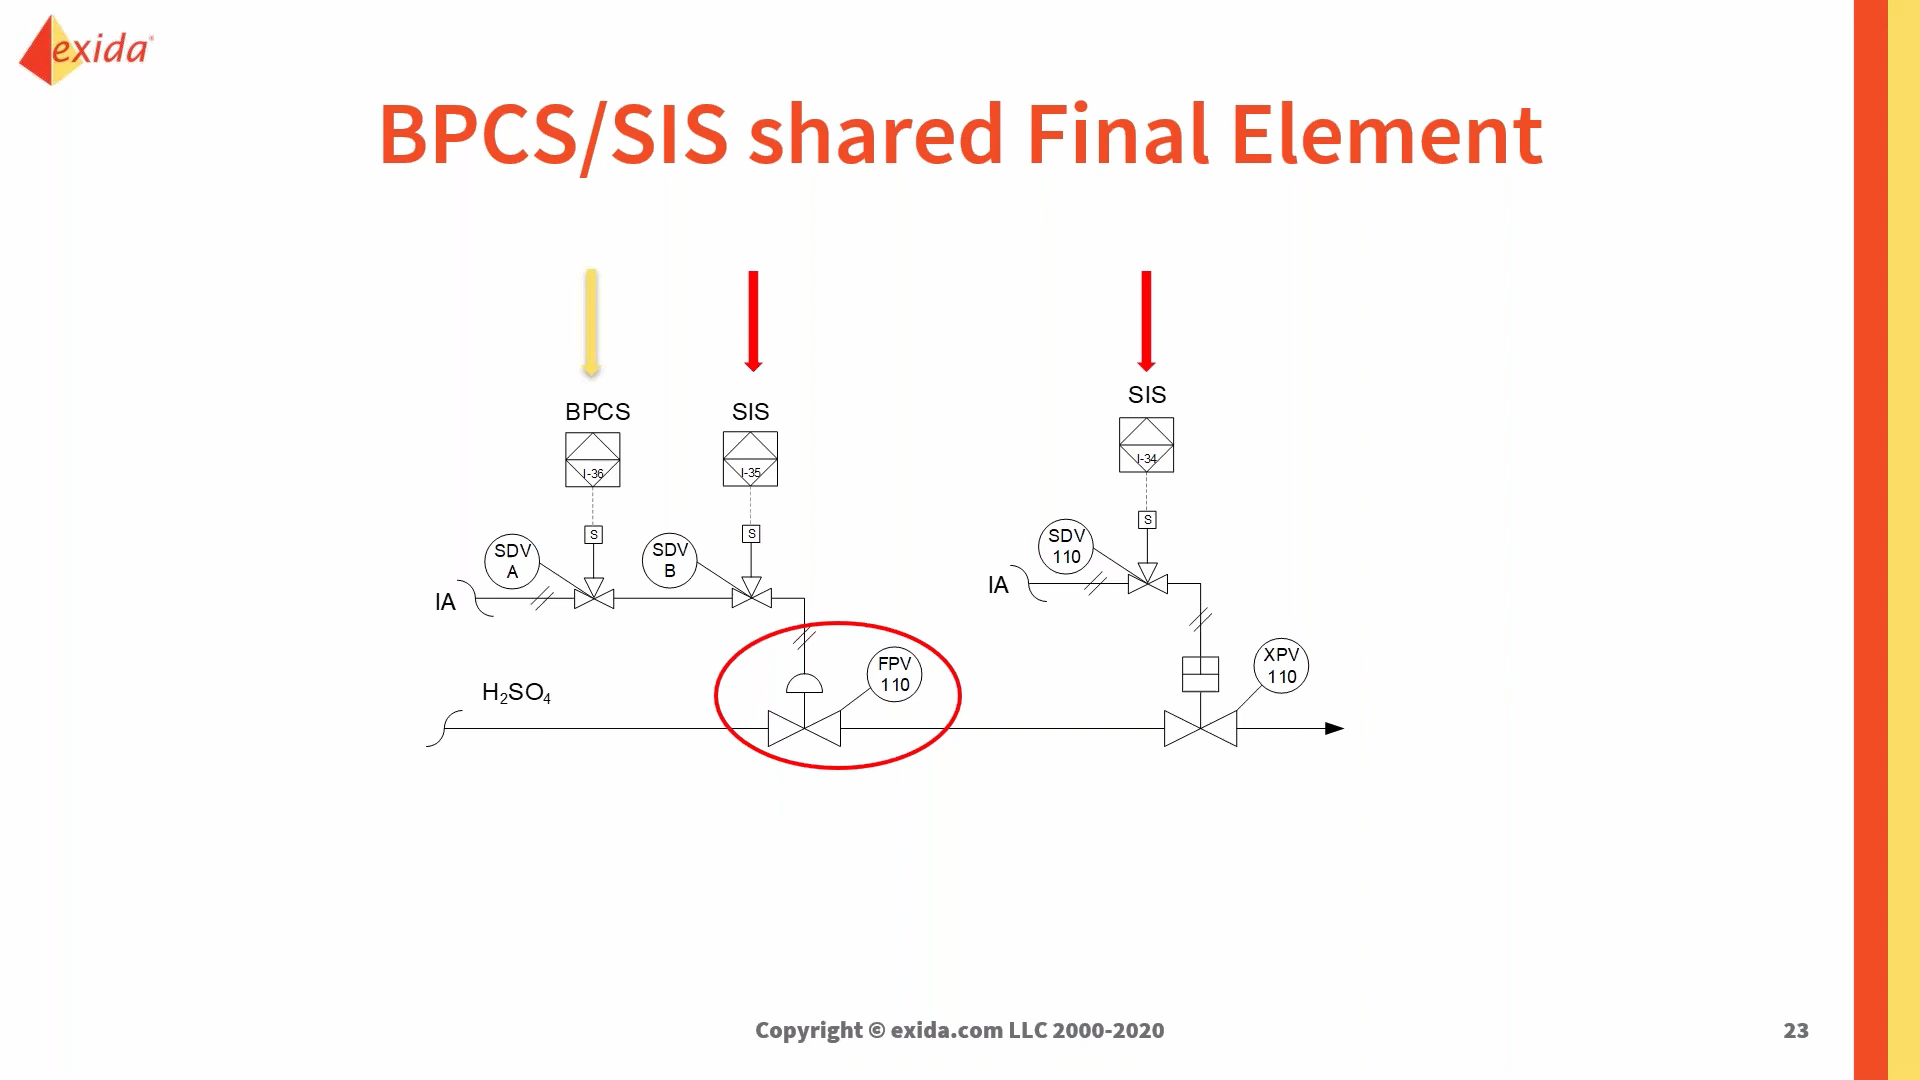 exida®
BPCS/SIS shared Final Element
BPCS
SIS
SIS
I-36
I-35
I-34
S
S
S
SDV
A
SDV
B
SDV
110
IA
IA
FPV
110
XPV
110
H₂SO₄
Copyright © exida.com LLC 2000-2020
23